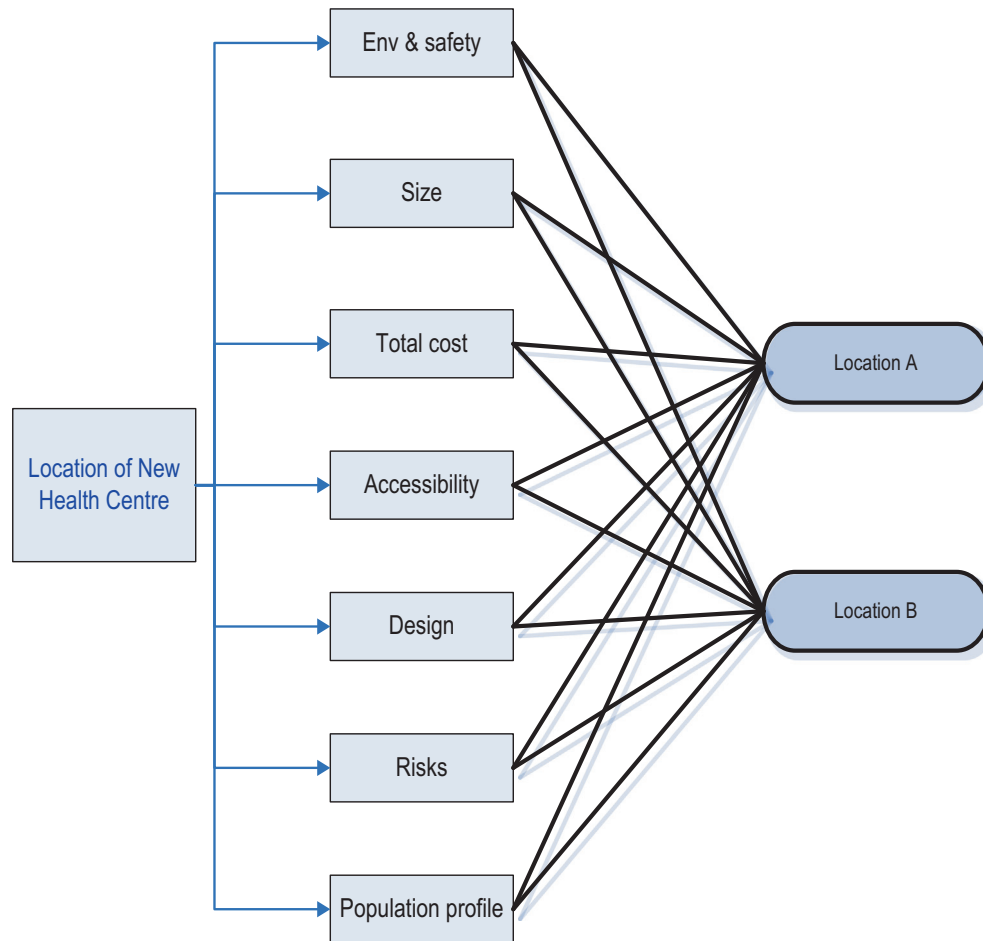 Env & safety
Size
Total cost
Location A
Location of New
Health Centre
Accessibility
Design
Location B
Risks
Population profile